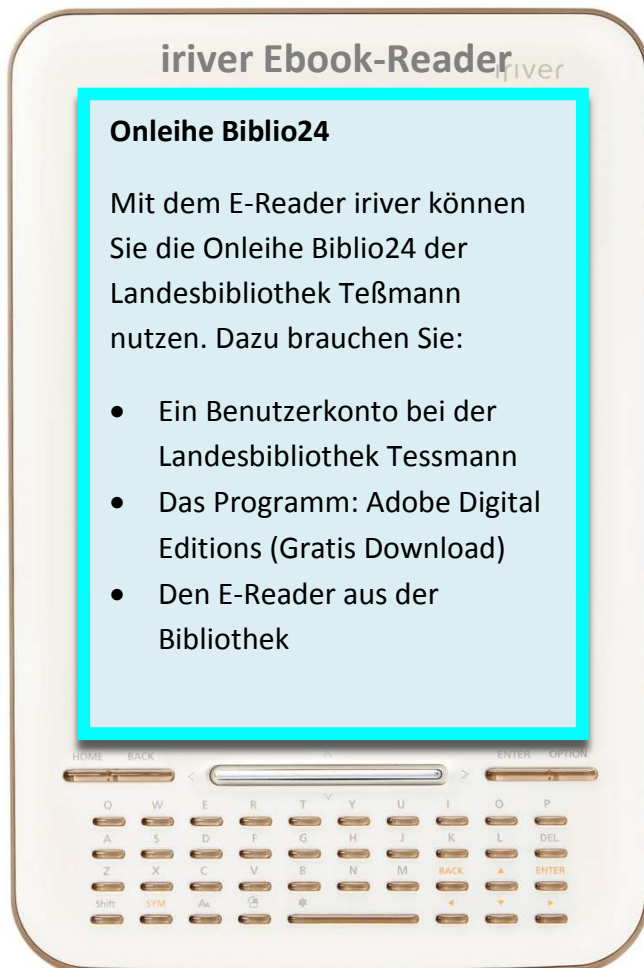 iriver Ebook-Reader
iriver
Onleihe Biblio24
Mit dem E-Reader iriver können
Sie die Onleihe Biblio24 der
Landesbibliothek Teßmann
nutzen. Dazu brauchen Sie:
• Ein Benutzerkonto bei der
Landesbibliothek Tessmann
• Das Programm: Adobe Digital
Editions (Gratis Download)
• Den E-Reader aus der
Bibliothek
HOME BACK ENTER OPTION
Q W E R T Y U I O P
A S D F G H J K L DEL
Z X C V B N M BACK ▲ ENTER
Shift SYM AA ◄ ▼ ►